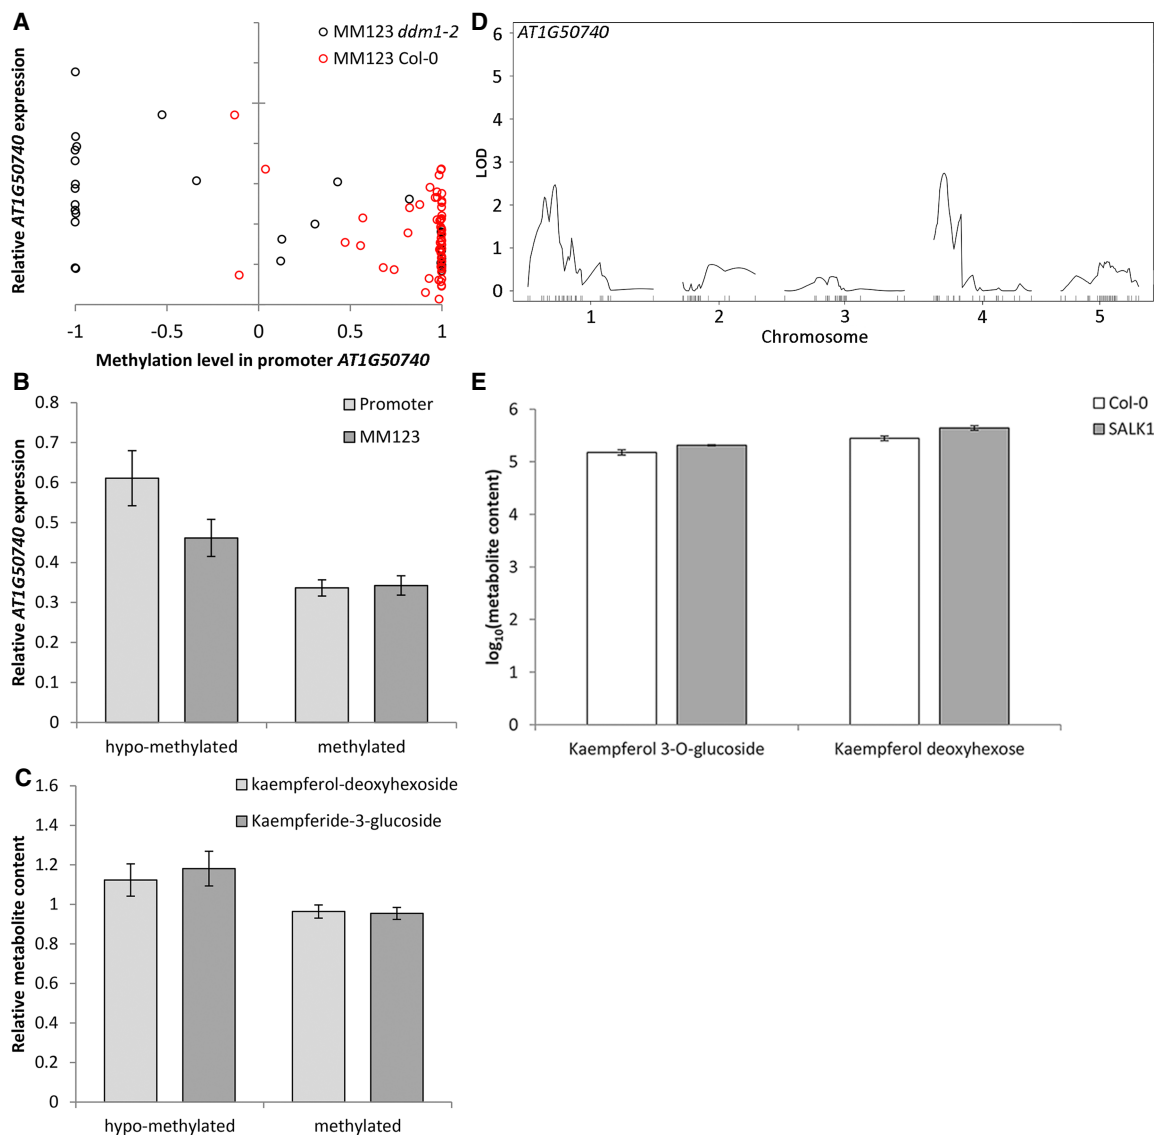 A
MM123 ddm1-2
MM123 Col-0
Relative AT1G50740 expression
-1 -0.5 0 0.5 1
Methylation level in promoter AT1G50740
D
AT1G50740
6
5
4
3
2
1
0
LOD
1 2 3 4 5
Chromosome
B
Promoter
MM123
Relative AT1G50740 expression
0.8
0.7
0.6
0.5
0.4
0.3
0.2
0.1
0
hypo-methylated methylated
E
Col-0
SALK1
log10(metabolite content)
6
5
4
3
2
1
0
Kaempferol 3-O-glucoside Kaempferol deoxyhexose
C
kaempferol-deoxyhexoside
Kaempferide-3-glucoside
Relative metabolite content
1.6
1.4
1.2
1
0.8
0.6
0.4
0.2
0
hypo-methylated methylated